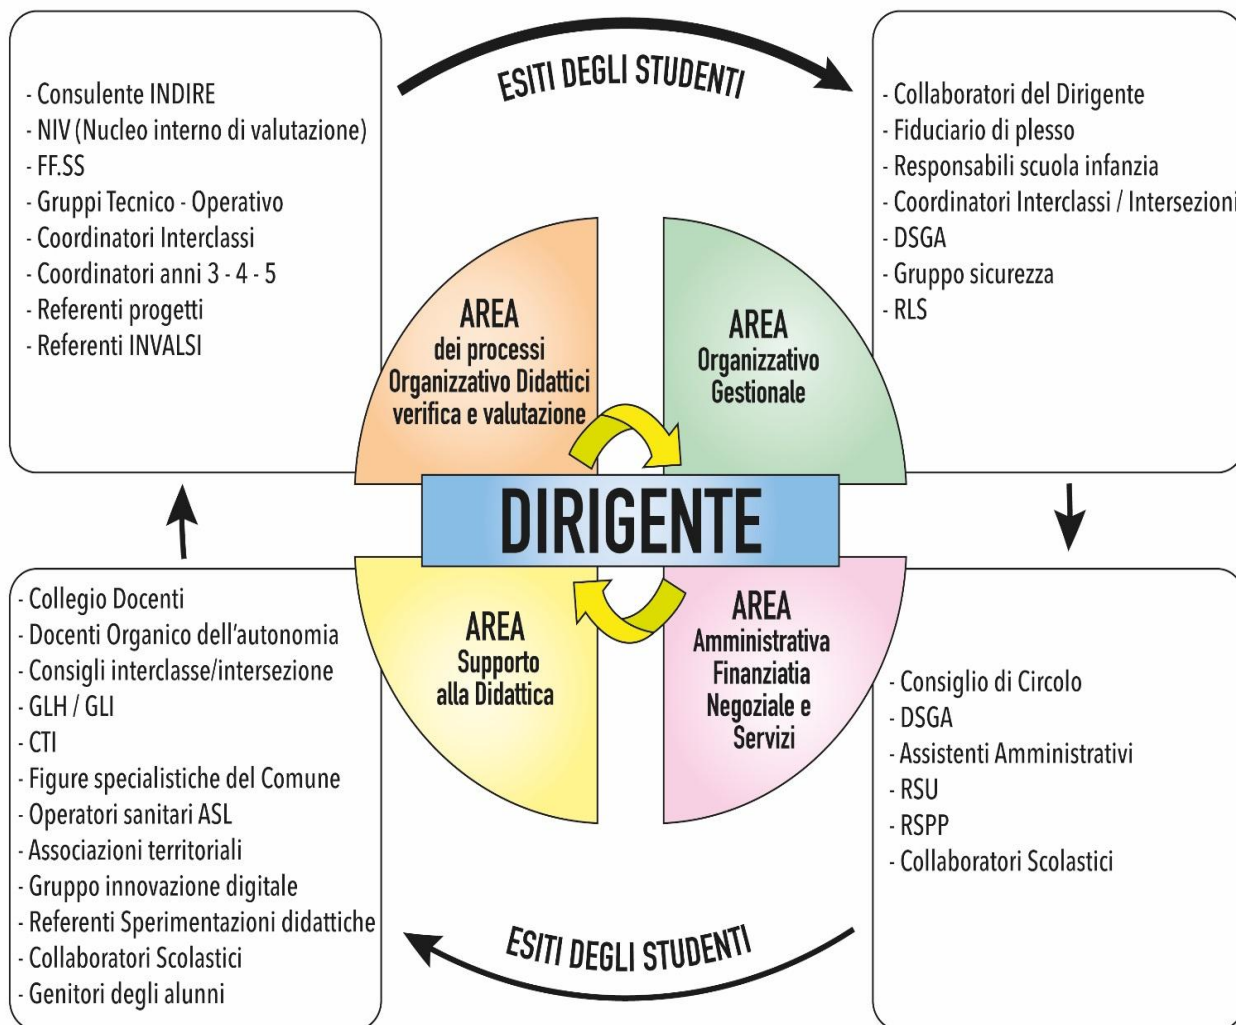 ESITI DEGLI STUDENTI
- Consulente INDIRE
- NIV (Nucleo interno di valutazione)
- FF.SS
- Gruppi Tecnico - Operativo
- Coordinatori Interclassi
- Coordinatori anni 3 - 4 - 5
- Referenti progetti
- Referenti INVALSI
- Collaboratori del Dirigente
- Fiduciario di plesso
- Responsabili scuola infanzia
- Coordinatori Interclassi / Intersezioni
- DSGA
- Gruppo sicurezza
- RLS
AREA
dei processi
Organizzativo Didattici
verifica e valutazione
AREA
Organizzativo
Gestionale
DIRIGENTE
AREA
Supporto
alla Didattica
AREA
Amministrativa
Finanziatia
Negoziale e
Servizi
- Collegio Docenti
- Docenti Organico dell'autonomia
- Consigli interclasse/intersezione
- GLH / GLI
- CTI
- Figure specialistiche del Comune
- Operatori sanitari ASL
- Associazioni territoriali
- Gruppo innovazione digitale
- Referenti Sperimentazioni didattiche
- Collaboratori Scolastici
- Genitori degli alunni
- Consiglio di Circolo
- DSGA
- Assistenti Amministrativi
- RSU
- RSPP
- Collaboratori Scolastici
ESITI DEGLI STUDENTI